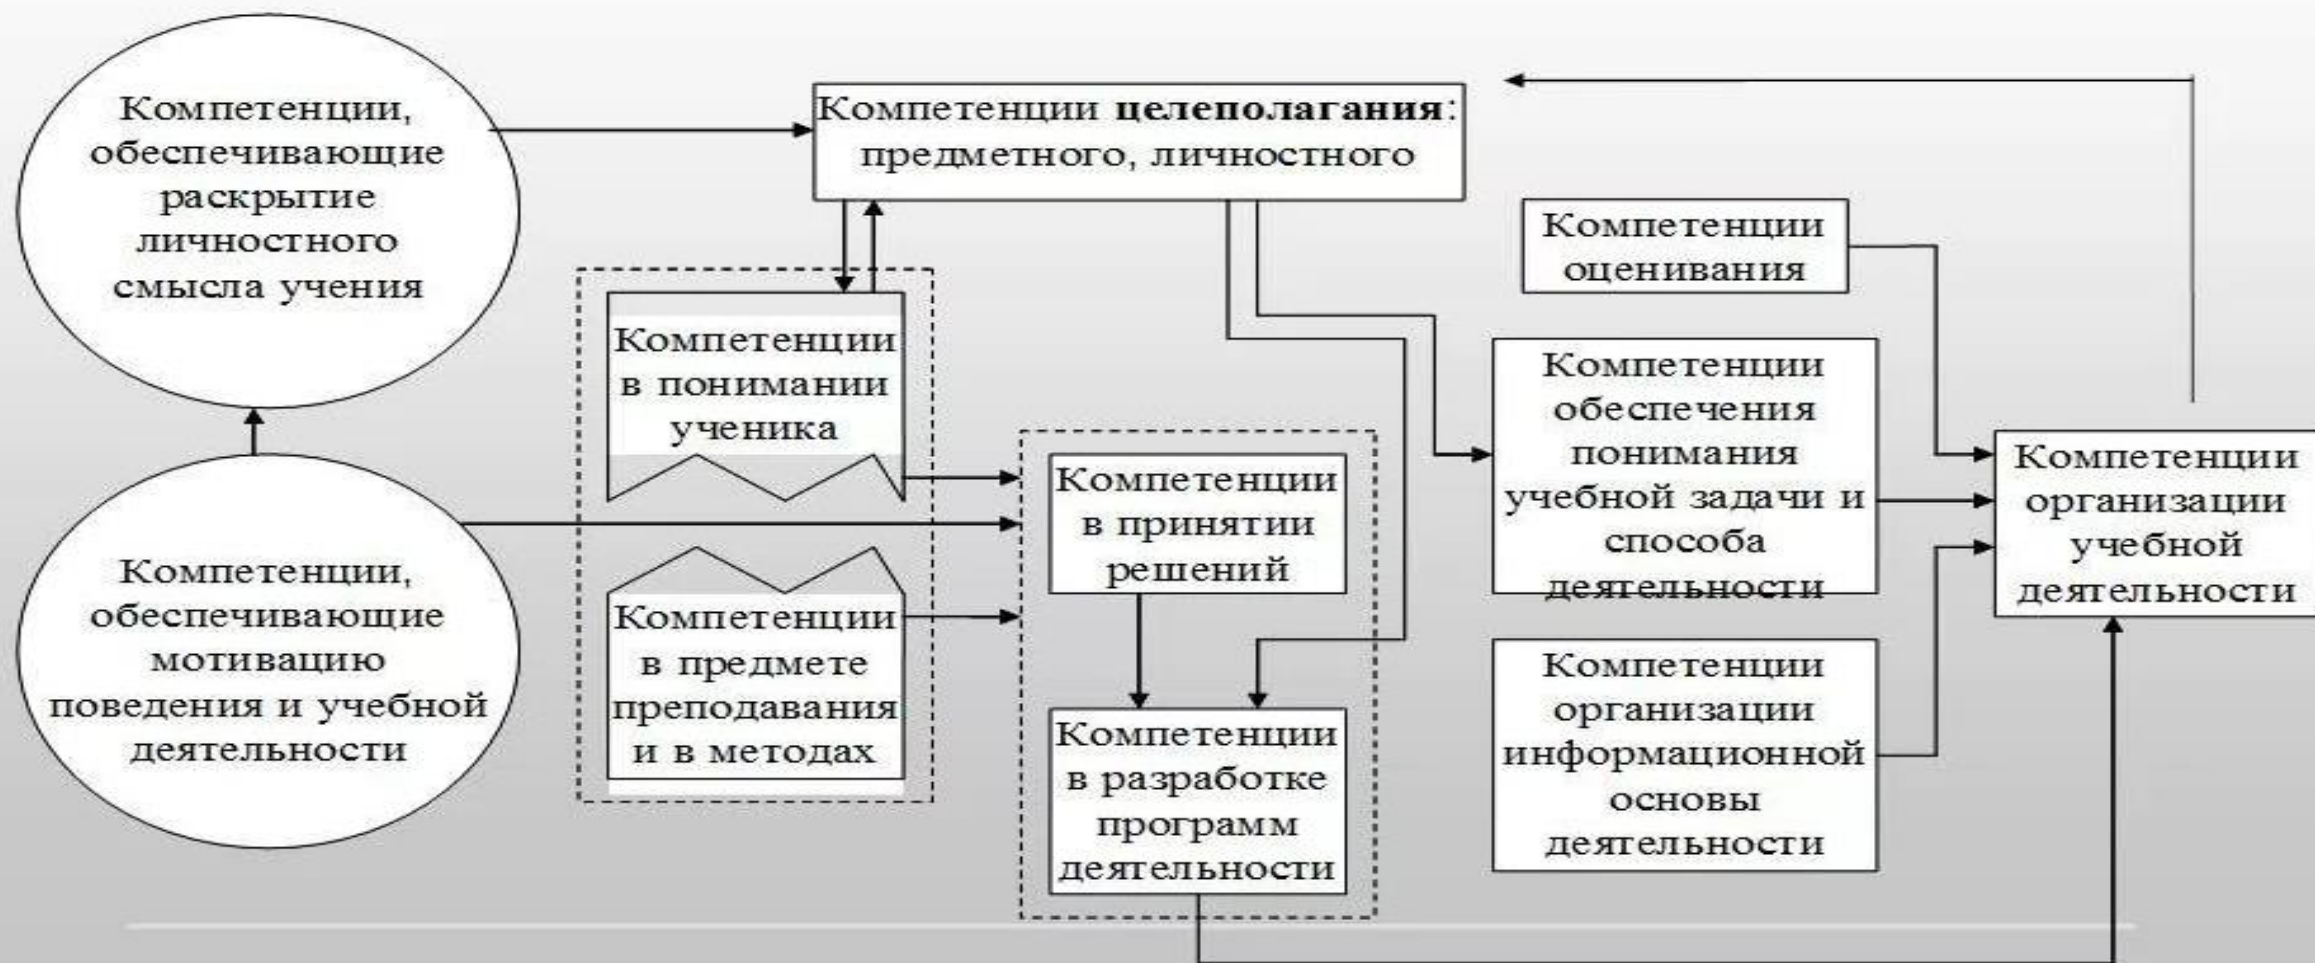 Компетенции,
обеспечивающие
раскрытие
личностного
смысла учения
Компетенции целеполагания:
предметного, личностного
Компетенции
оценивания
Компетенции
в понимании
ученика
Компетенции
обеспечения
понимания
учебной задачи и
способа
деятельности
Компетенции
организации
учебной
деятельности
Компетенции
в принятии
решений
Компетенции,
обеспечивающие
мотивацию
поведения и учебной
деятельности
Компетенции
в предмете
преподавания
и в методах
Компетенции
в разработке
программ
деятельности
Компетенции
организации
информационной
основы
деятельности